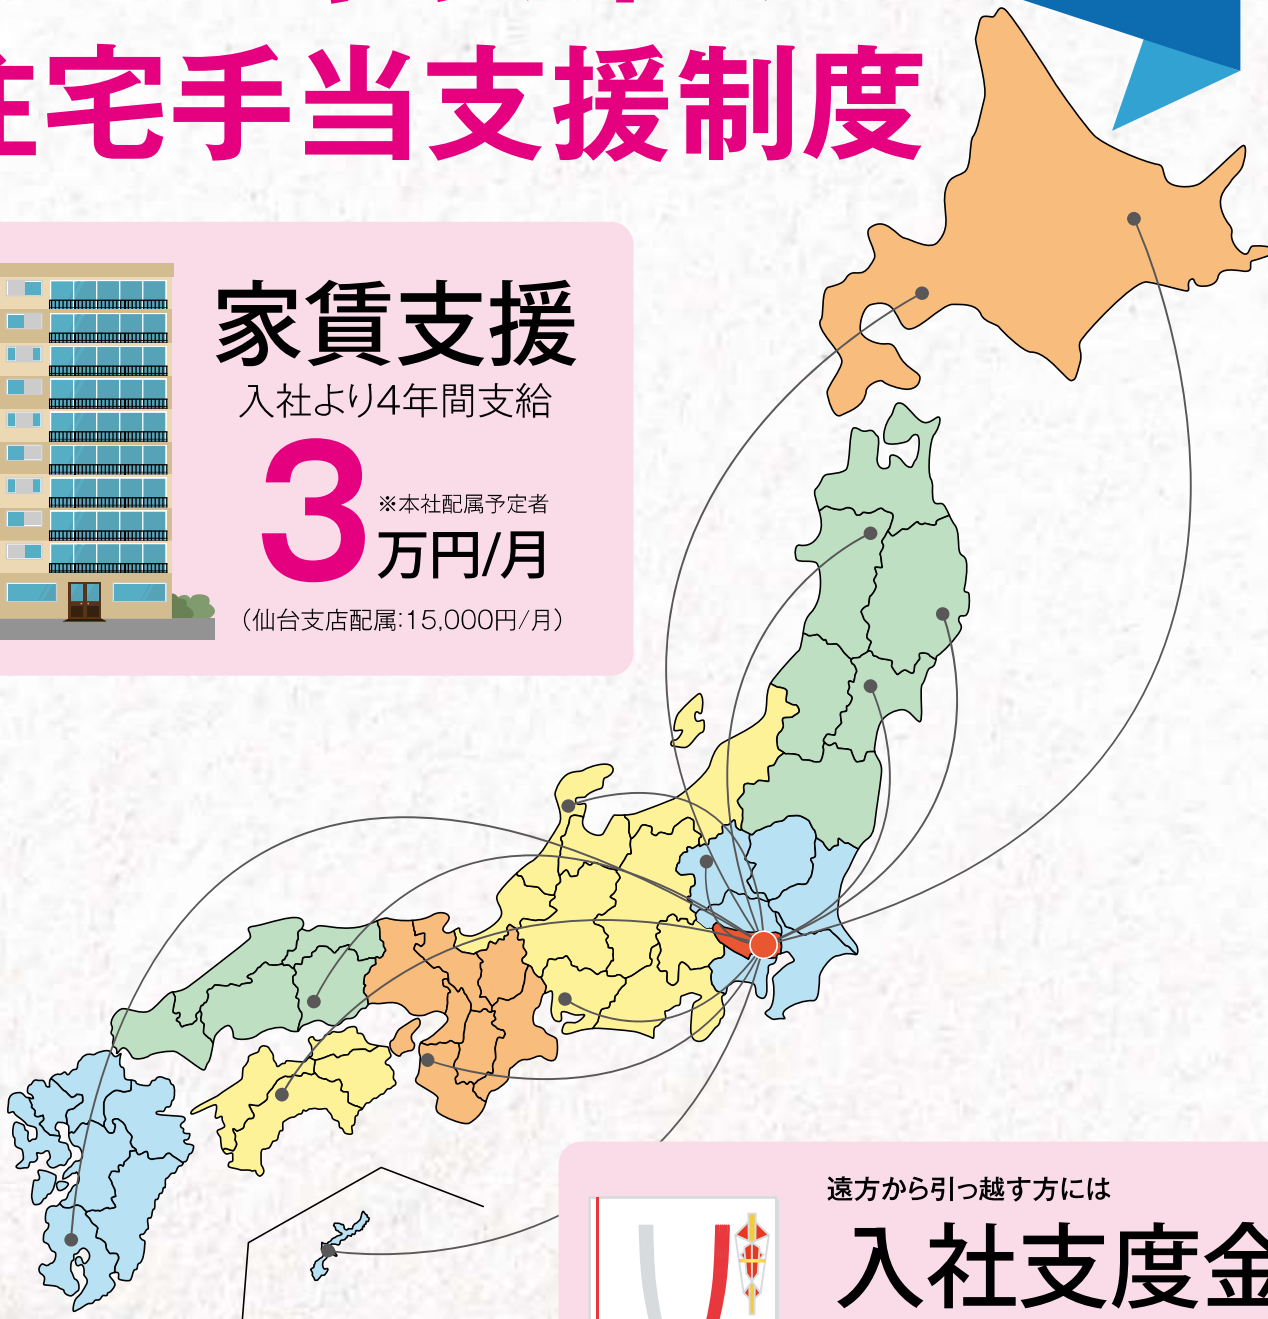 住宅手当支援制度
家賃支援
入社より4年間支給
3
※本社配属予定者
万円/月
（仙台支店配属:15,000円/月）
遠方から引っ越す方には
入社支度金